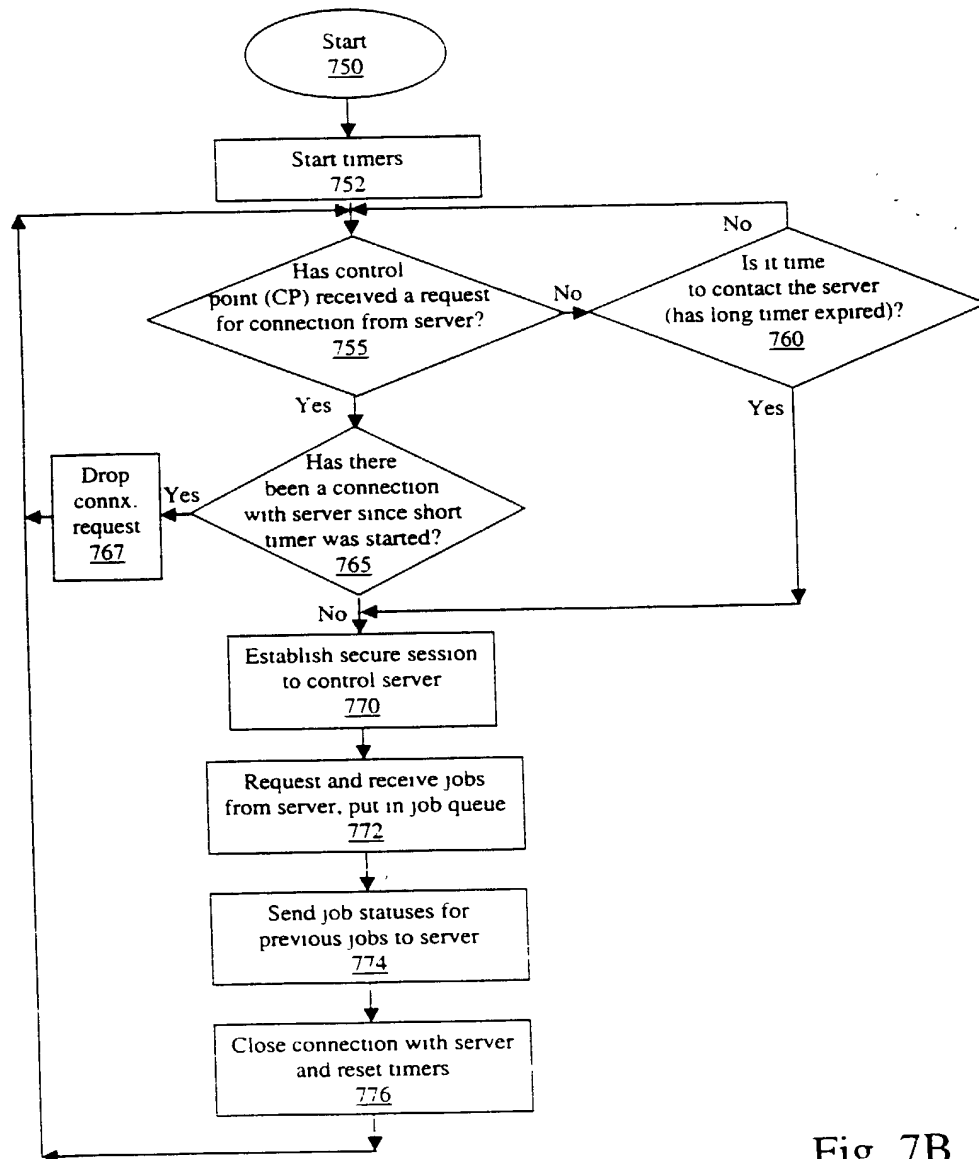 Start
750
Start timers
752
No
Has control
point (CP) received a request
for connection from server?
755
No
Is it time
to contact the server
(has long timer expired)?
760
Yes
Yes
Has there
been a connection
with server since short
timer was started?
765
Yes
Drop
connx.
request
767
No
Establish secure session
to control server
770
Request and receive jobs
from server, put in job queue
772
Send job statuses for
previous jobs to server
774
Close connection with server
and reset timers
776
Fig. 7B